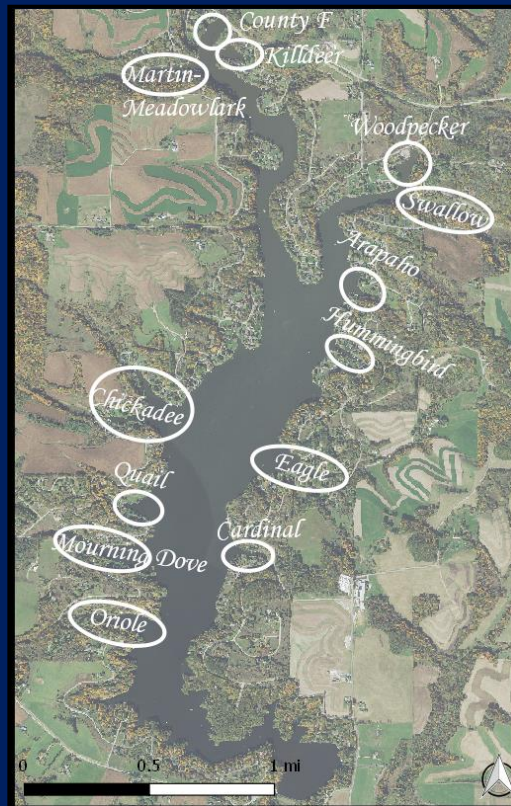 County F
Killdeer
Martin-
Meadowlark
Woodpecker
Swallow
Arapaho
Hummingbird
Chickadee
Eagle
Quail
Cardinal
Mourning Dove
Oriole
0 0.5 1 mi